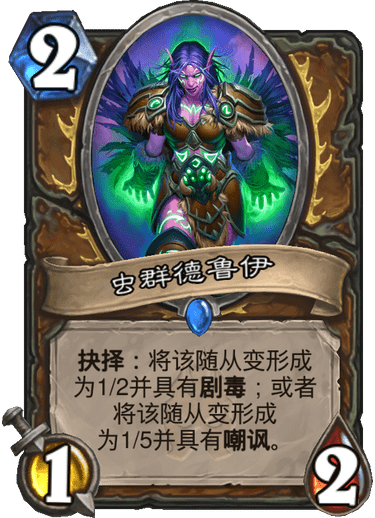 2
虫群德鲁伊
抉择：将该随从变形成
为1/2并具有剧毒；或者
将该随从变形成
为1/5并具有嘲讽。
1
2